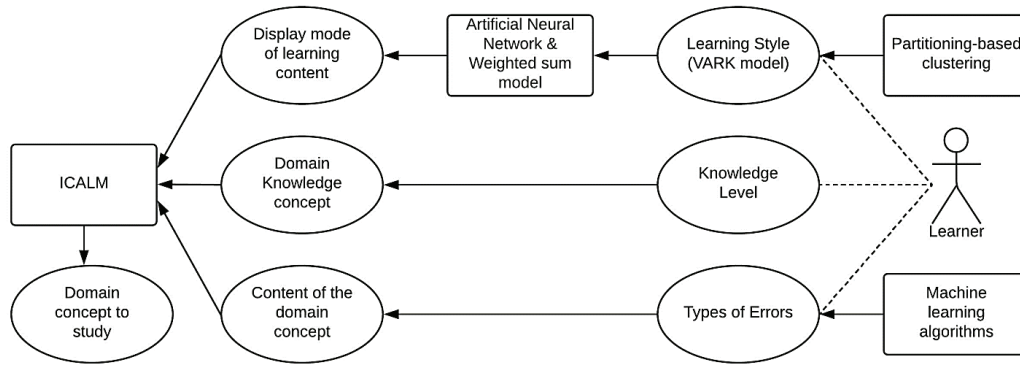 Display mode
of learning
content
Artificial Neural
Network &
Weighted sum
model
Learning Style
(VARK model)
Partitioning-based
clustering
ICALM
Domain
Knowledge
concept
Knowledge
Level
Learner
Domain
concept to
study
Content of the
domain
concept
Types of Errors
Machine
learning
algorithms